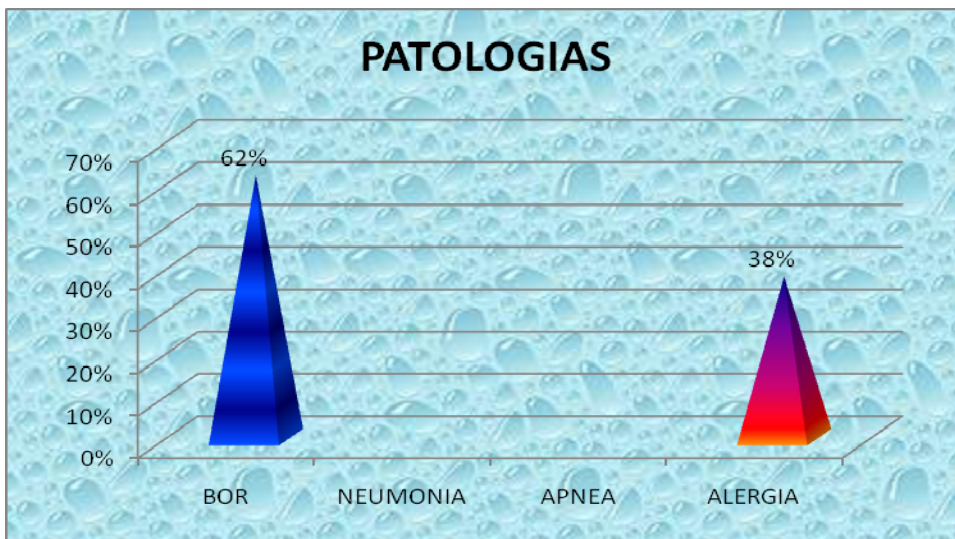 PATOLOGIAS
70%
60%
50%
40%
30%
20%
10%
0%
62%
38%
BOR
NEUMONIA
APNEA
ALERGIA